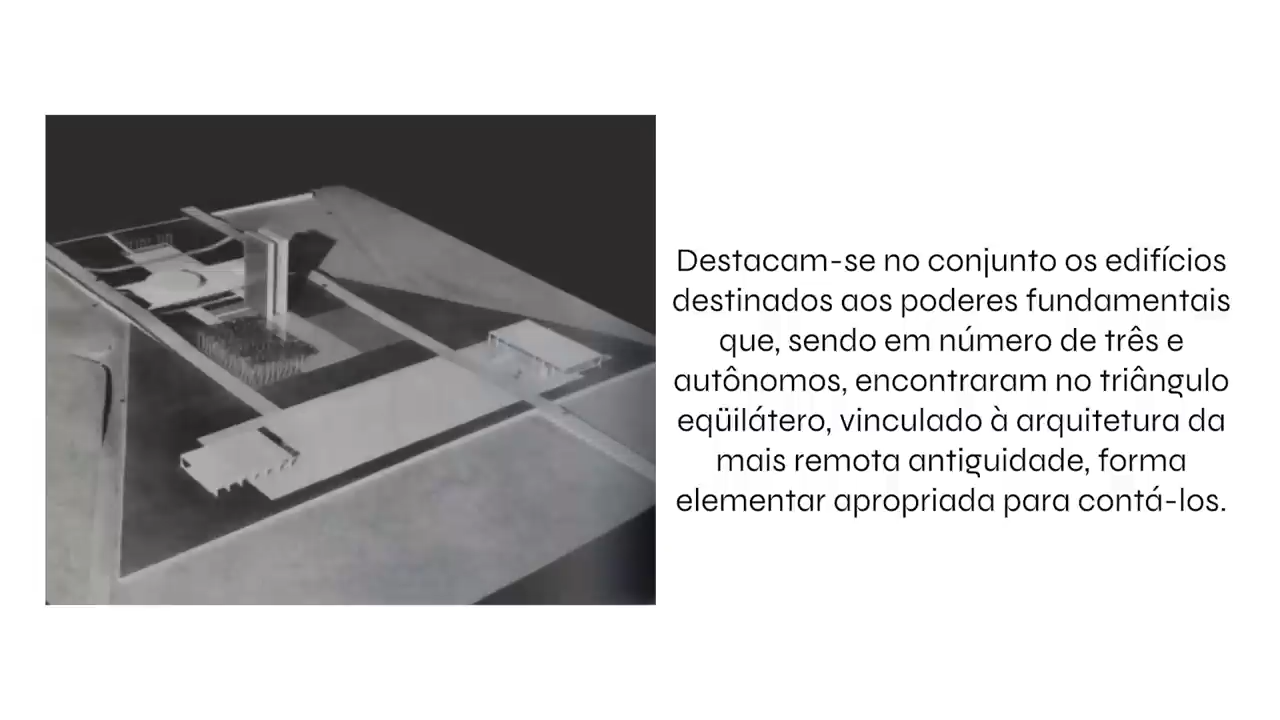 Destacam-se no conjunto os edifícios
destinados aos poderes fundamentais
que, sendo em número de três e
autônomos, encontraram no triângulo
eqüilátero, vinculado à arquitetura da
mais remota antiguidade, forma
elementar apropriada para contá-los.